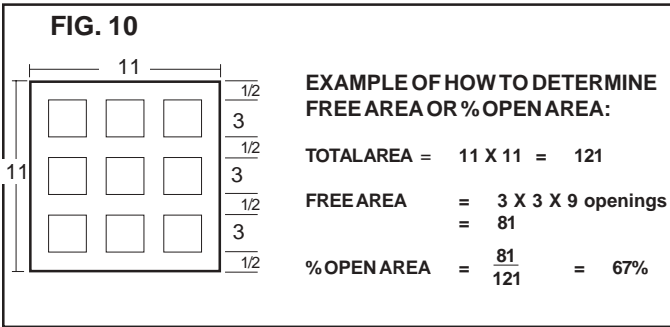 FIG. 10
11
11
1/2
3
1/2
3
1/2
3
1/2
EXAMPLE OF HOW TO DETERMINE
FREE AREA OR % OPEN AREA:
TOTAL AREA = 11 X 11 = 121
FREE AREA = 3 X 3 X 9 openings
= 81
% OPEN AREA = 81 = 67%
121